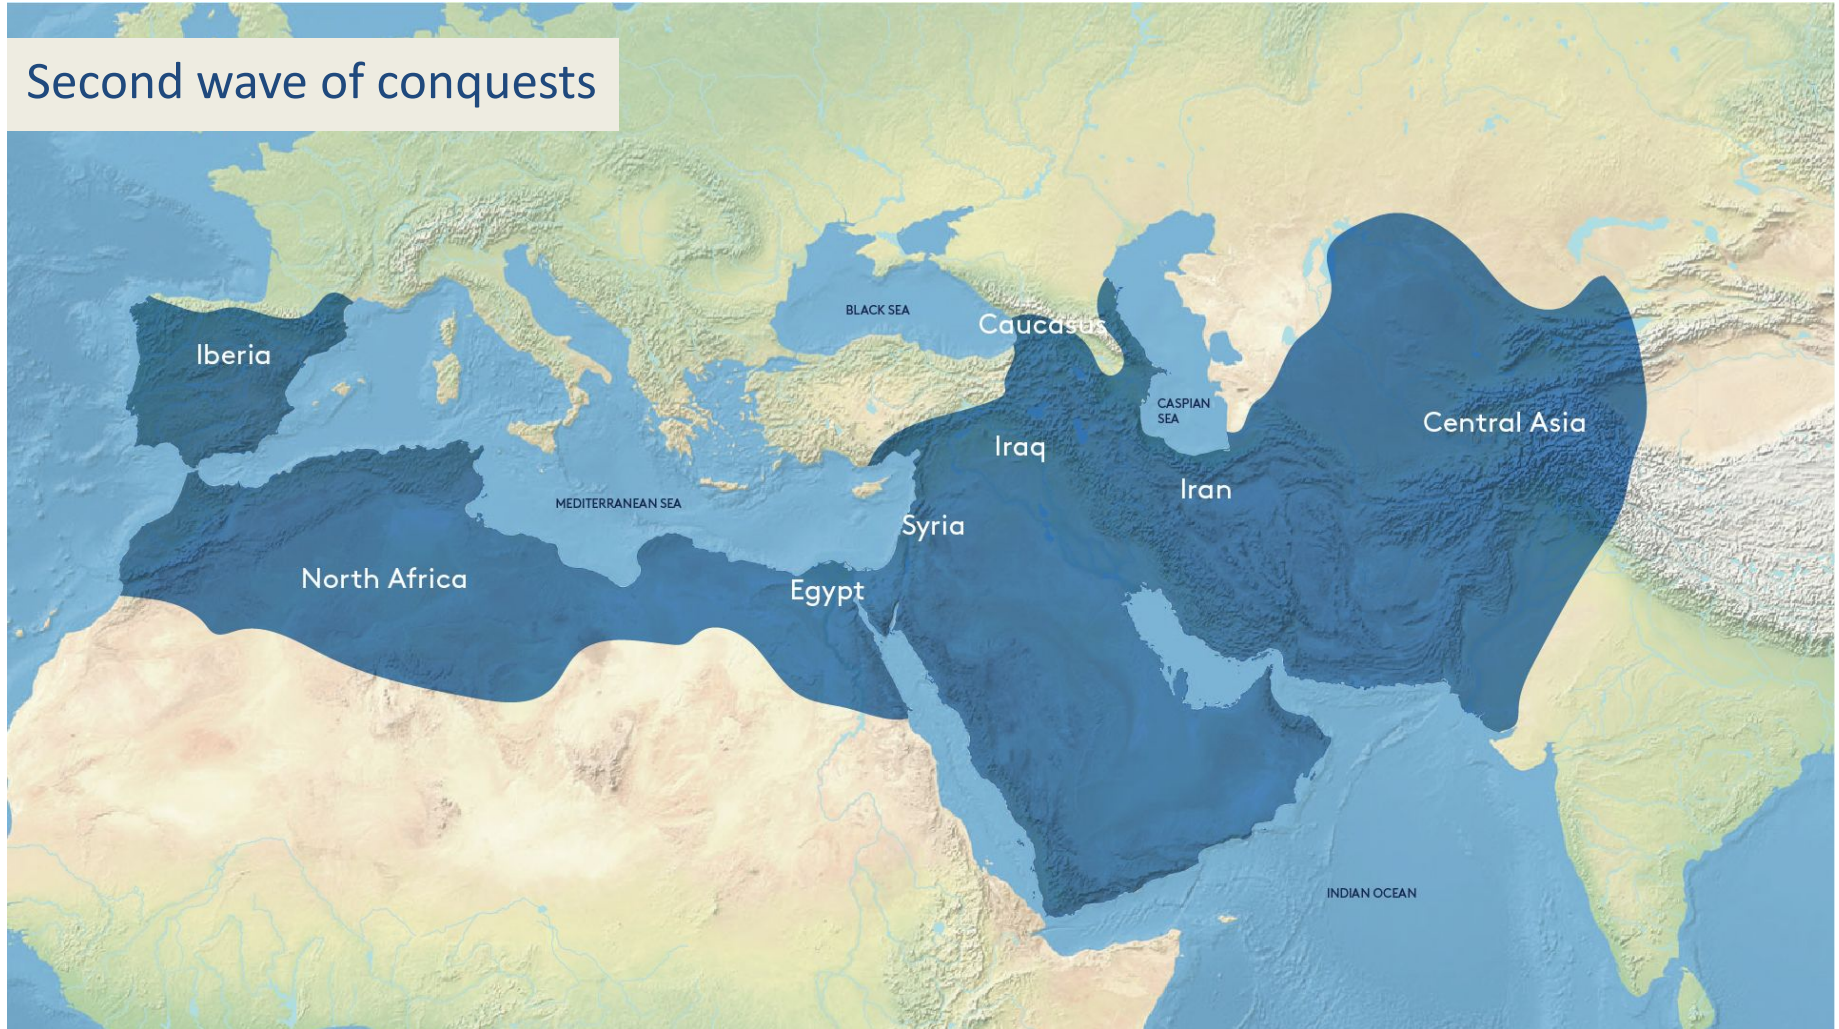 Second wave of conquests
BLACK SEA
Caucasus
Iberia
CASPIAN
SEA
Central Asia
Iraq
Iran
MEDITERRANEAN SEA
Syria
North Africa
Egypt
INDIAN OCEAN